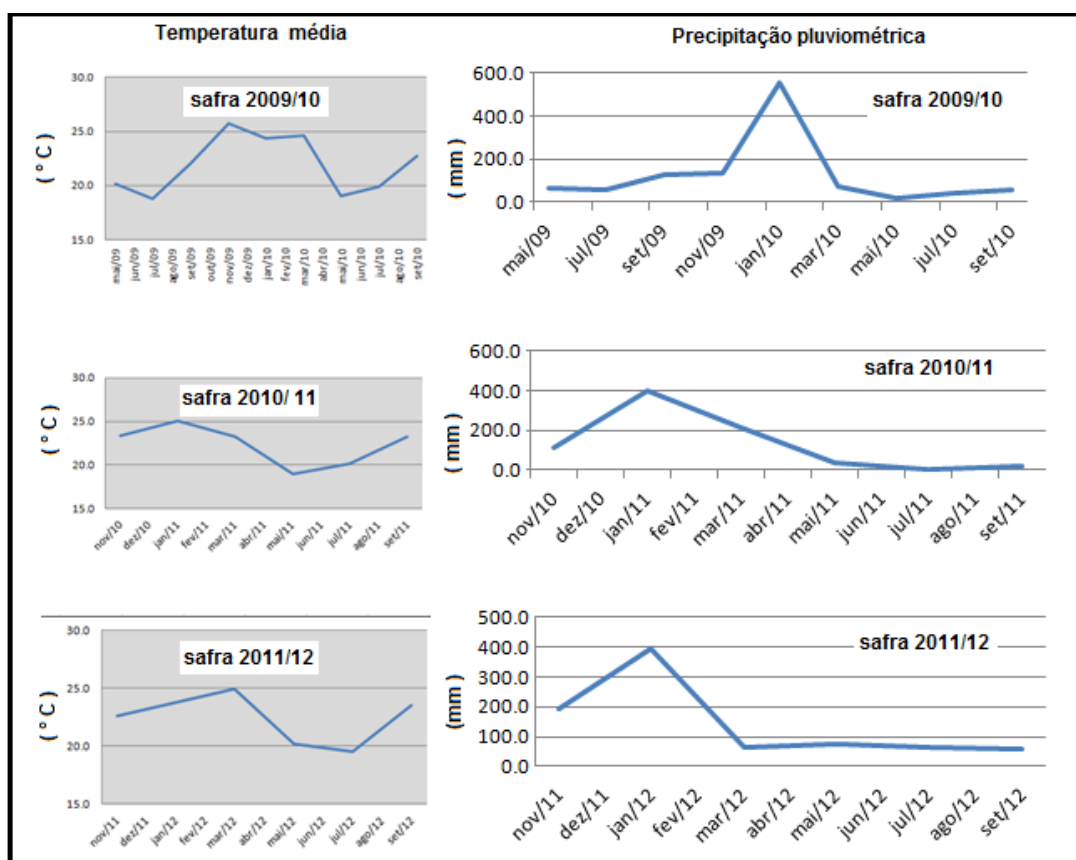 Temperatura média
Precipitação pluviométrica
safra 2009/10
( ° C )
30.0
25.0
20.0
15.0
mai/09
jun/09
jul/09
ago/09
set/09
out/09
nov/09
dez/09
jan/10
fev/10
mar/10
abr/10
mai/10
jun/10
jul/10
ago/10
set/10
safra 2009/10
( mm )
600.0
400.0
200.0
0.0
mai/09
jul/09
set/09
nov/09
jan/10
mar/10
mai/10
jul/10
set/10
safra 2010/ 11
( ° C )
30.0
25.0
20.0
15.0
nov/10
dez/10
jan/11
fev/11
mar/11
abr/11
mai/11
jun/11
jul/11
ago/11
set/11
safra 2010/11
( mm )
600.0
400.0
200.0
0.0
nov/10
dez/10
jan/11
fev/11
mar/11
abr/11
mai/11
jun/11
jul/11
ago/11
set/11
safra 2011/12
( ° C )
30.0
25.0
20.0
15.0
nov/11
dez/11
jan/12
fev/12
mar/12
abr/12
mai/12
jun/12
jul/12
ago/12
set/12
safra 2011/12
(mm )
500.0
400.0
300.0
200.0
100.0
0.0
nov/11
dez/11
jan/12
fev/12
mar/12
abr/12
mai/12
jun/12
jul/12
ago/12
set/12